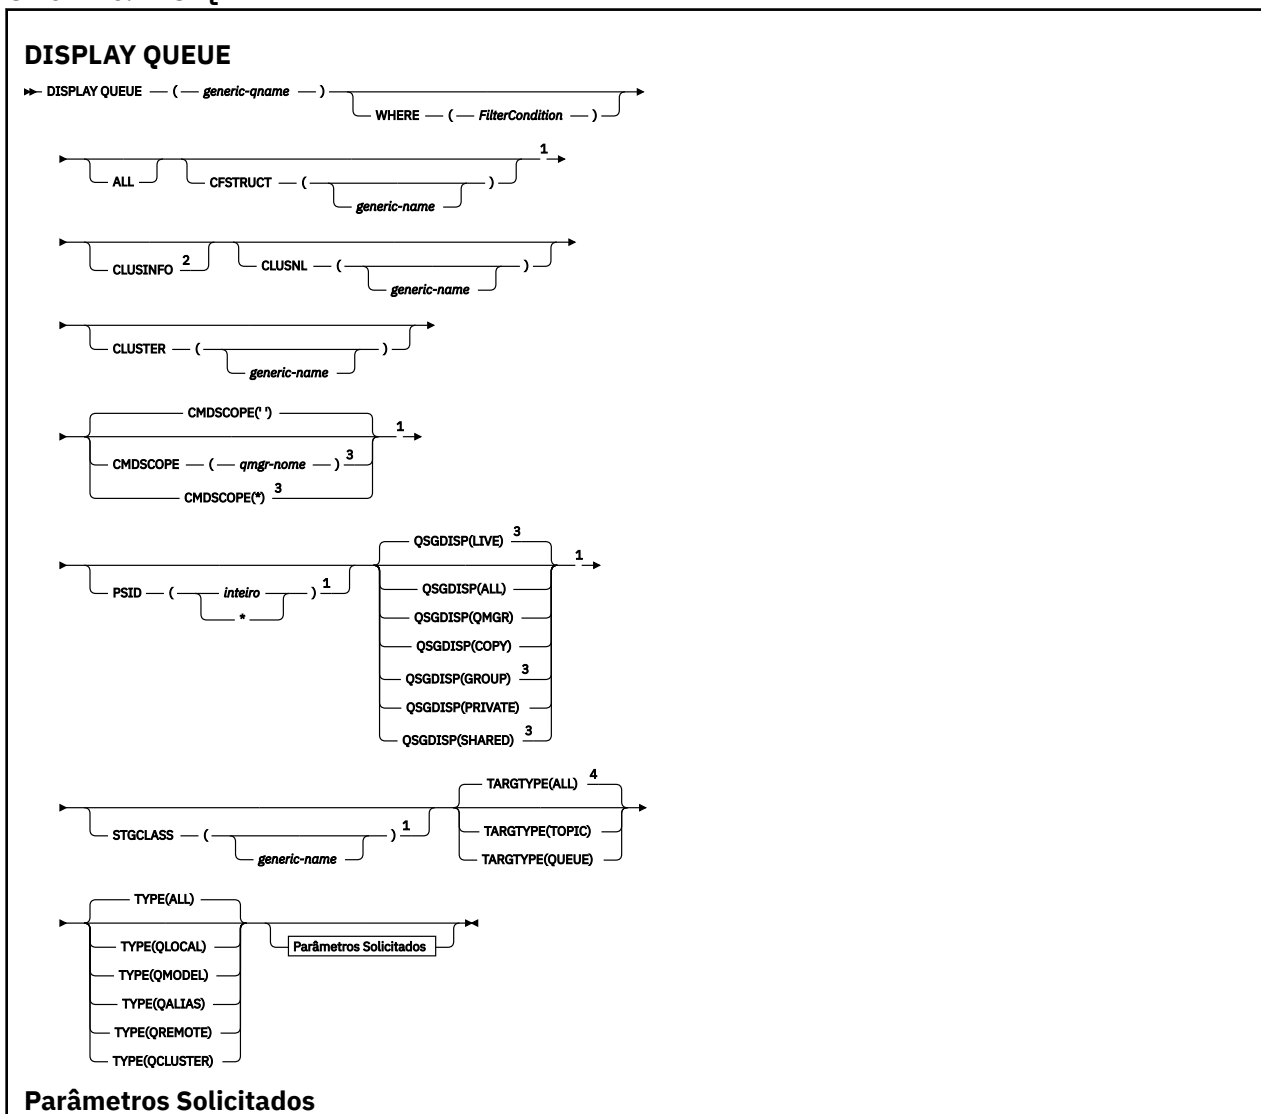 DISPLAY QUEUE
DISPLAY QUEUE ( generic-qname )
WHERE ( FilterCondition )
1
ALL CFSTRUCT ( )
generic-name
CLUSINFO 2 CLUSNL ( )
generic-name
CLUSTER ( )
generic-name
CMDSCOPE(' ')
1
CMDSCOPE ( qmgr-nome ) 3
CMDSCOPE(*) 3
QSGDISP(LIVE) 3
1
PSID ( inteiro ) 1
*
QSGDISP(ALL)
QSGDISP(QMGR)
QSGDISP(COPY)
QSGDISP(GROUP) 3
QSGDISP(PRIVATE)
QSGDISP(SHARED) 3
TARGTYPE(ALL) 4
STGCLASS ( ) 1
generic-name
TARGTYPE(TOPIC)
TARGTYPE(QUEUE)
TYPE(ALL)
TYPE(QLOCAL)
Parâmetros Solicitados
TYPE(QMODEL)
TYPE(QALIAS)
TYPE(QREMOTE)
TYPE(QCLUSTER)
Parâmetros Solicitados